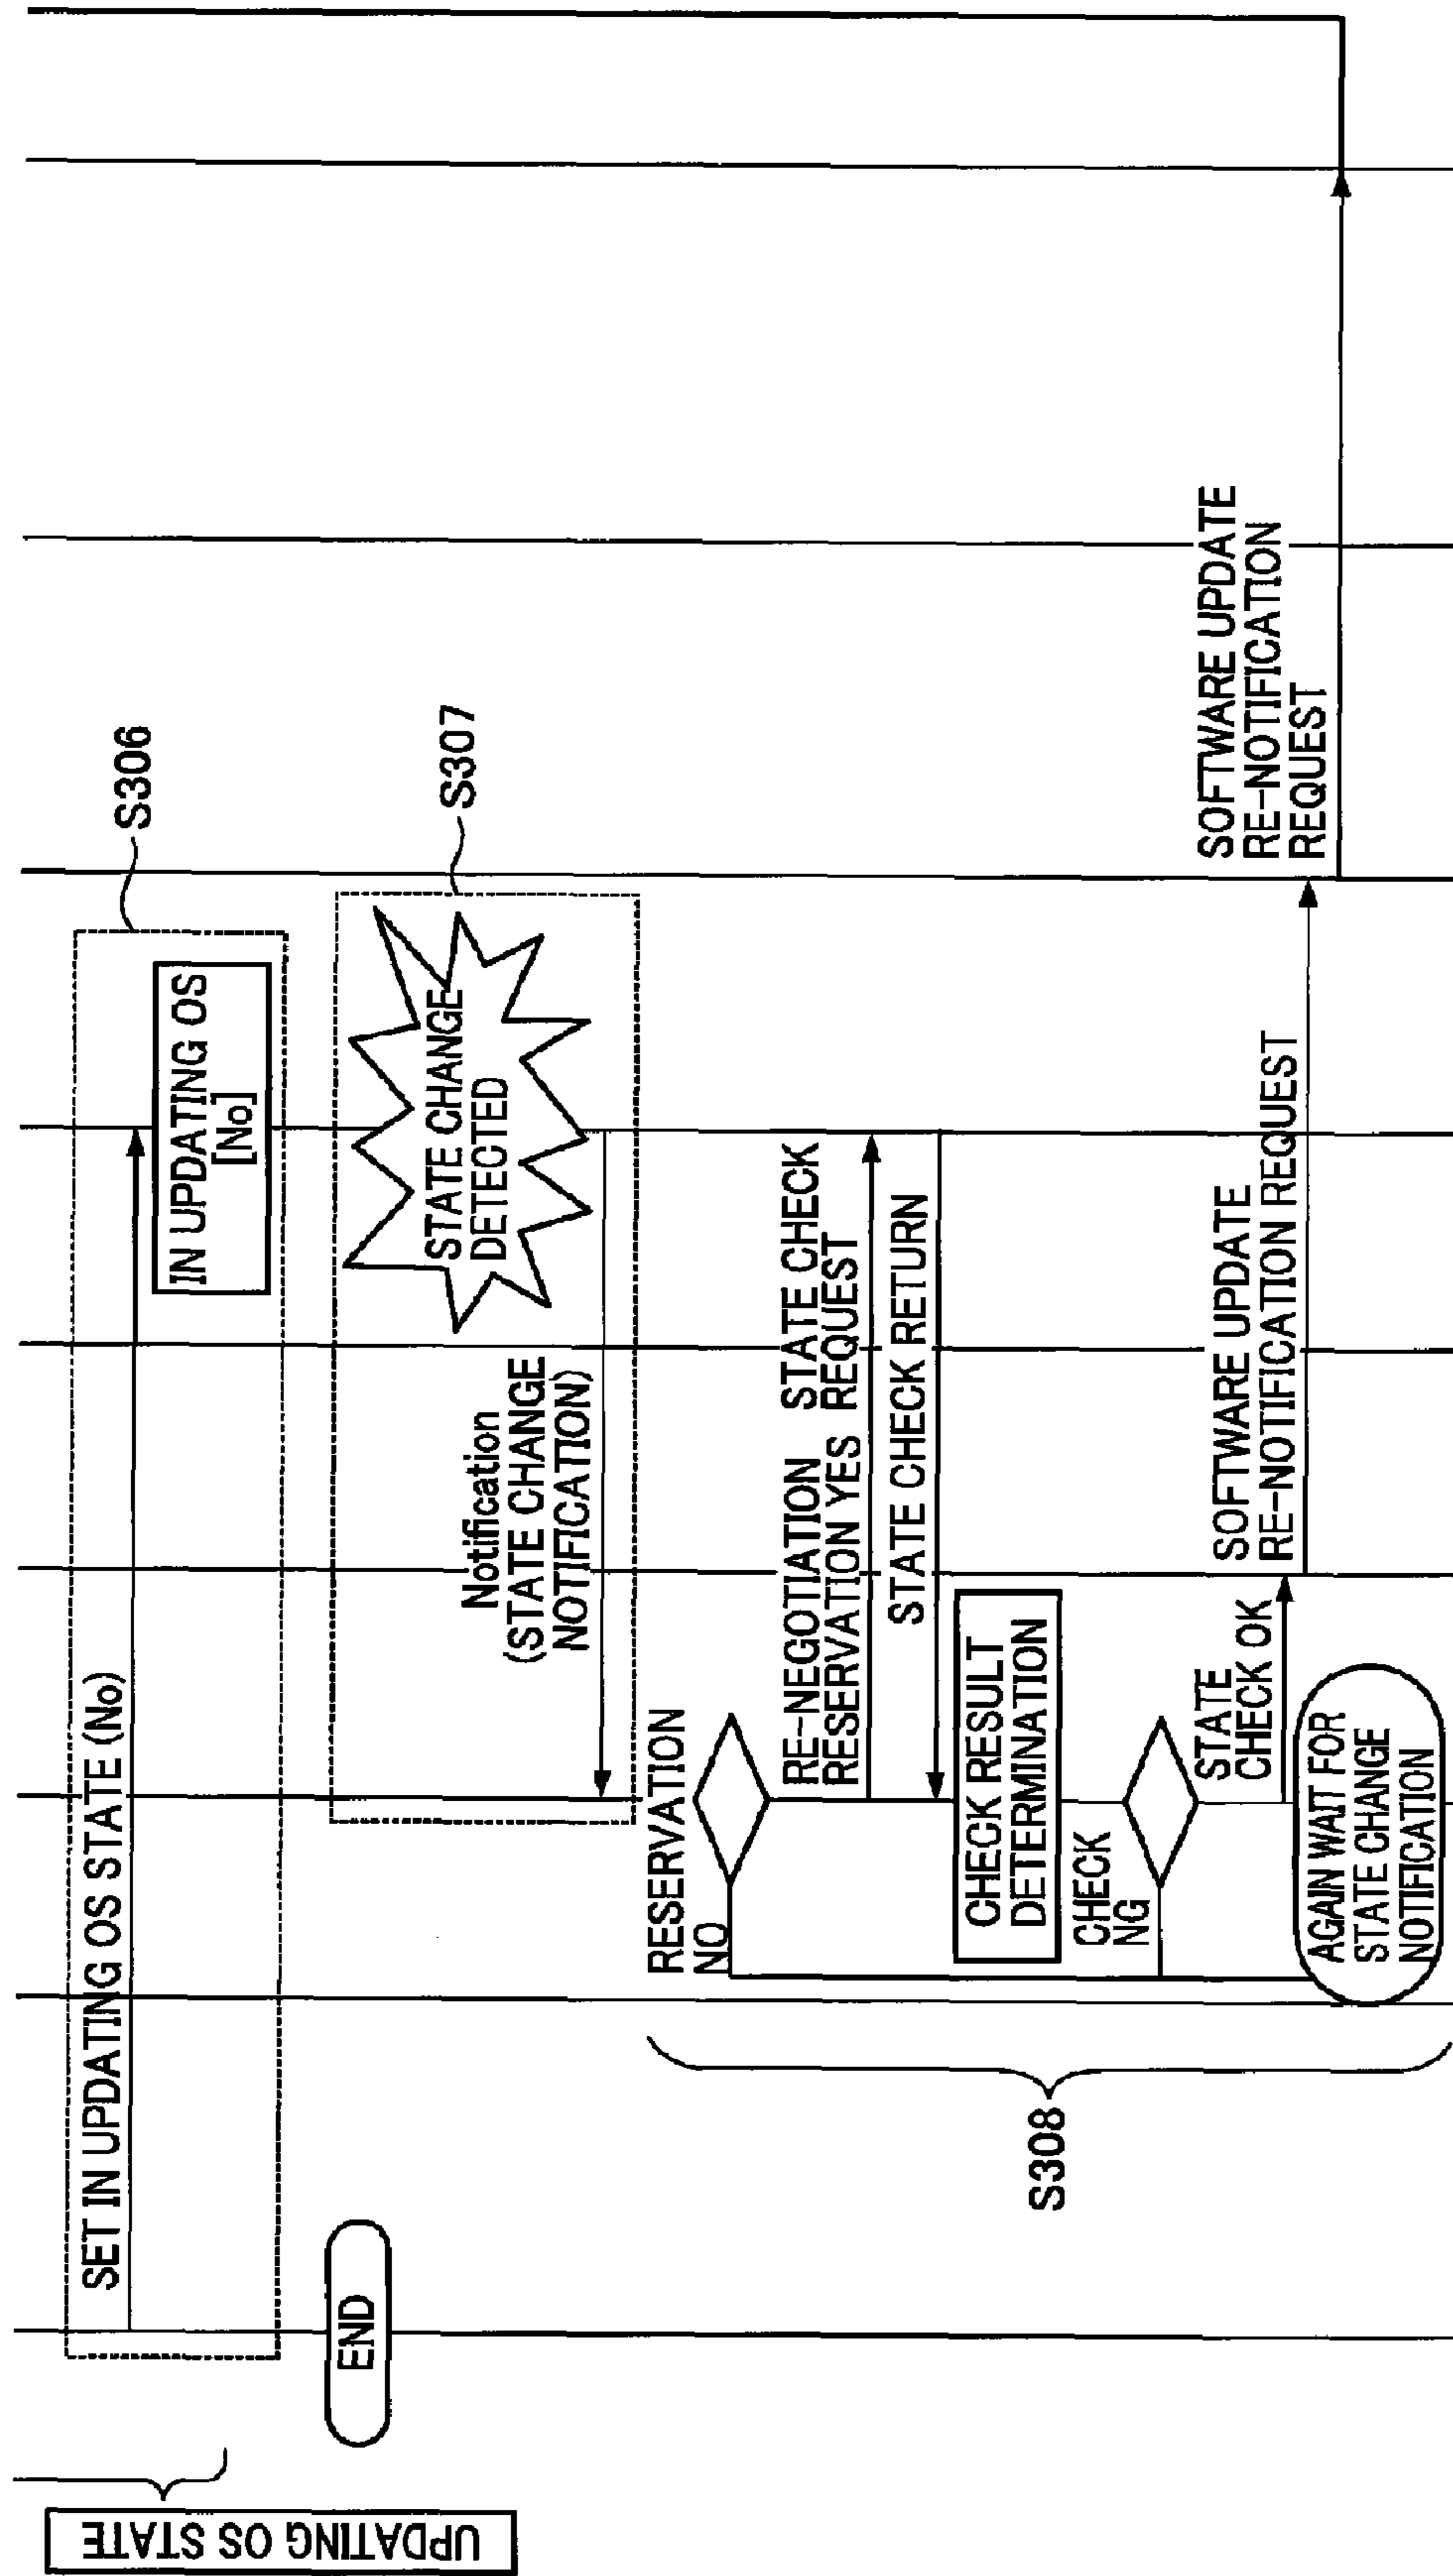 UPDATING OS STATE
SET IN UPDATING OS STATE (No)
S306
IN UPDATING OS
[No]
END
S307
STATE CHANGE
DETECTED
Notification
(STATE CHANGE
NOTIFICATION)
S308
RESERVATION
NO
RE-NEGOTIATION
RESERVATION YES
STATE CHECK
REQUEST
STATE CHECK RETURN
CHECK RESULT
DETERMINATION
CHECK
NG
STATE
CHECK OK
SOFTWARE UPDATE
RE-NOTIFICATION REQUEST
SOFTWARE UPDATE
RE-NOTIFICATION
REQUEST
AGAIN WAIT FOR
STATE CHANGE
NOTIFICATION